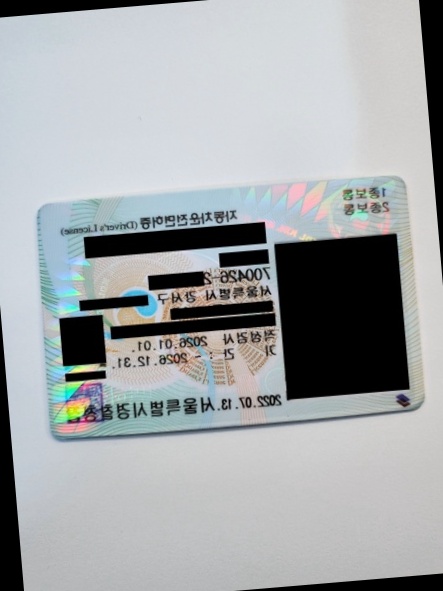 1종보통
2종보통
자동차운전면허증 (Driver's License)
700426-2
서울특별시 강서구
적성검사 2026.01.01.
기 간 : 2026.12.31.
2022.07.13.서울특별시경찰청장